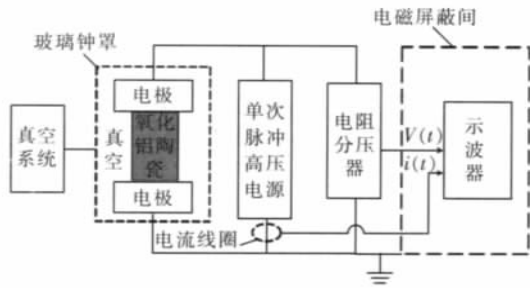 电磁屏蔽间
玻璃钟罩
电极
真空
系统
真空
氧化
铝陶
瓷
电极
单次
脉冲
高压
电源
电阻
分压
器
V(t)
i(t)
示
波
器
电流线圈